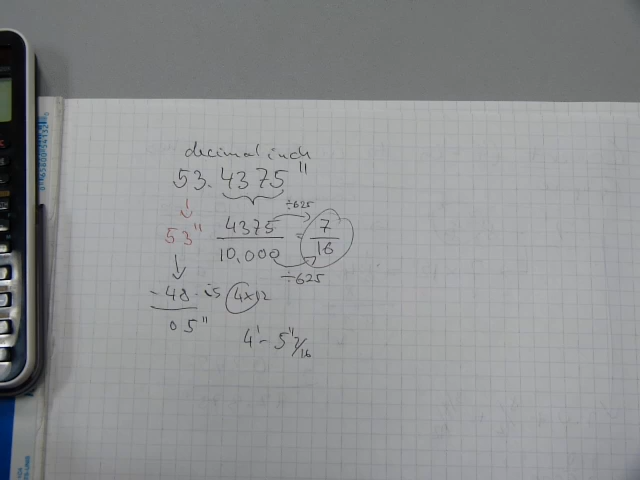 decimal inch
53.4375"
÷625
53"
4375/10,000 = 7/16
÷625
-48 is 4x12
05"
4'-5" 7/16